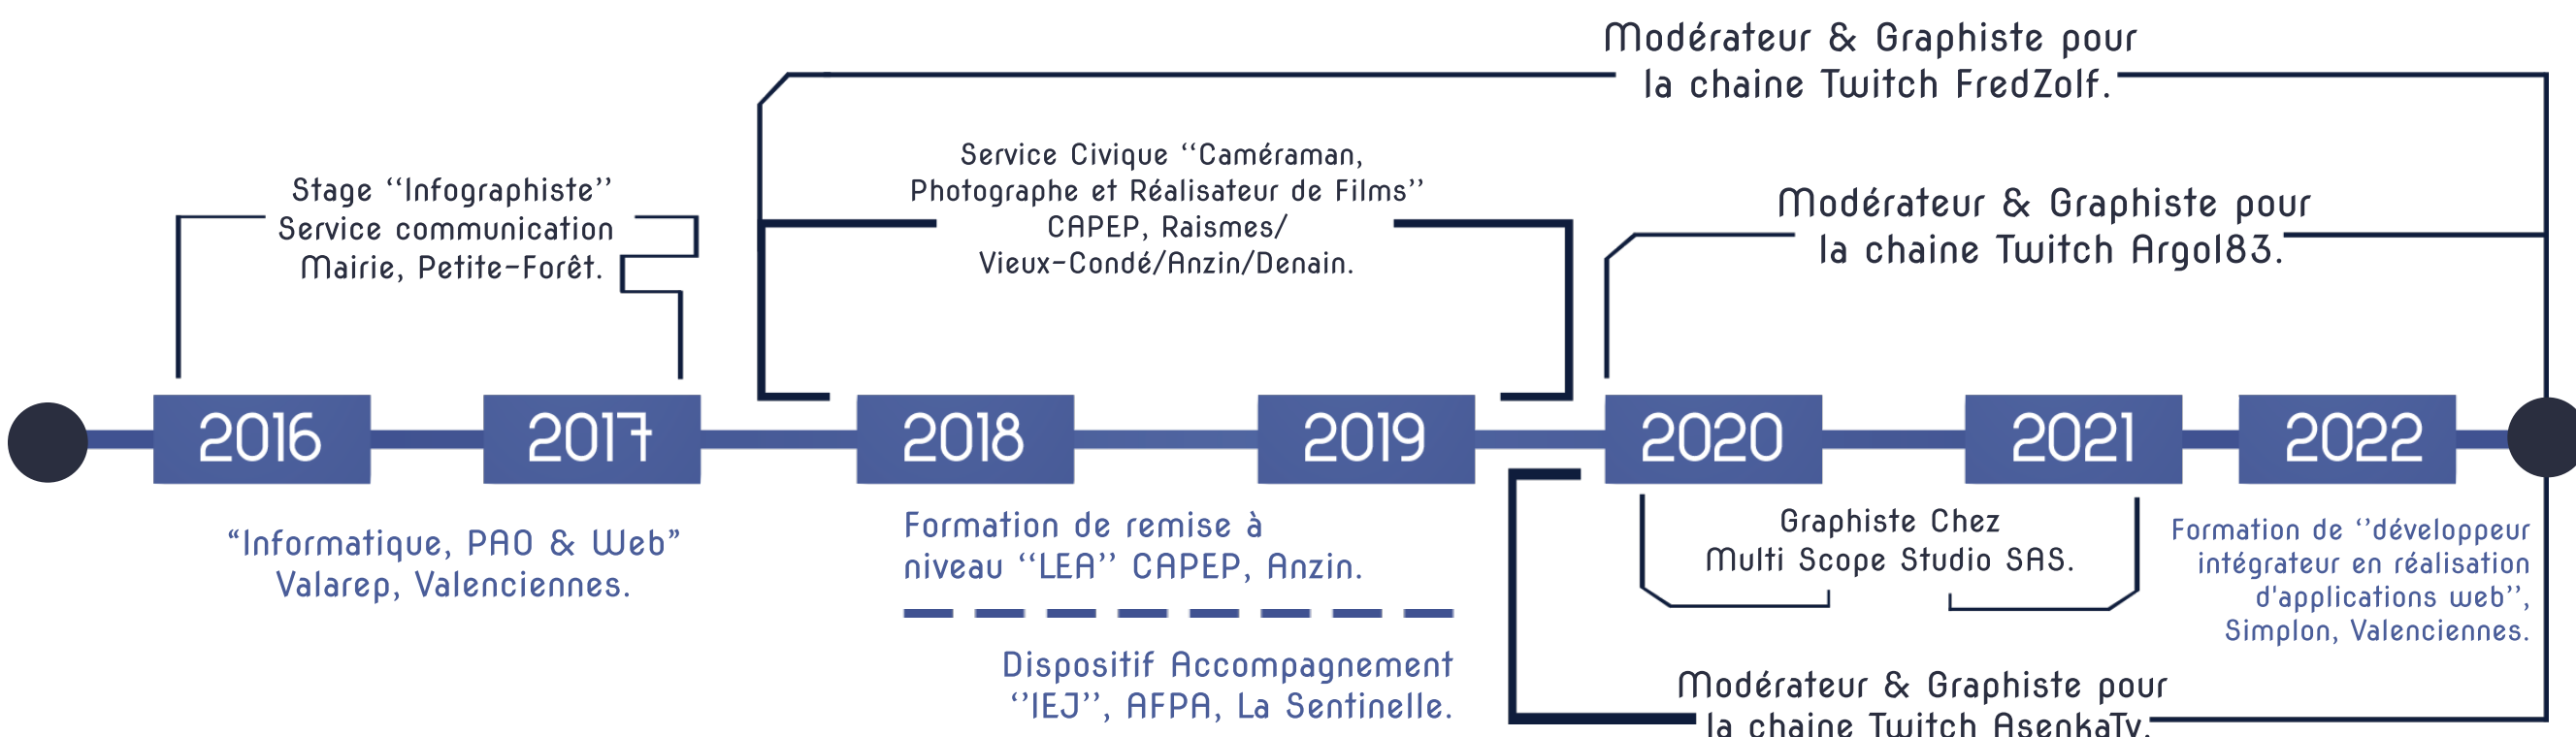 Modérateur & Graphiste pour
la chaine Twitch FredZolf.
Service Civique ‘‘Caméraman,
Photographe et Réalisateur de Films’’
CAPEP, Raismes/
Vieux-Condé/Anzin/Denain.
Stage ‘‘Infographiste’’
Service communication
Mairie, Petite-Forêt.
Modérateur & Graphiste pour
la chaine Twitch Argol83.
2016
2017
2018
2019
2020
2021
2022
“Informatique, PAO & Web”
Valarep, Valenciennes.
Formation de remise à
niveau ‘‘LEA’’ CAPEP, Anzin.
Dispositif Accompagnement
‘’IEJ’’, AFPA, La Sentinelle.
Graphiste Chez
Multi Scope Studio SAS.
Formation de ‘’développeur
intégrateur en réalisation
d'applications web’’,
Simplon, Valenciennes.
Modérateur & Graphiste pour
la chaine Twitch AsenkaTv.